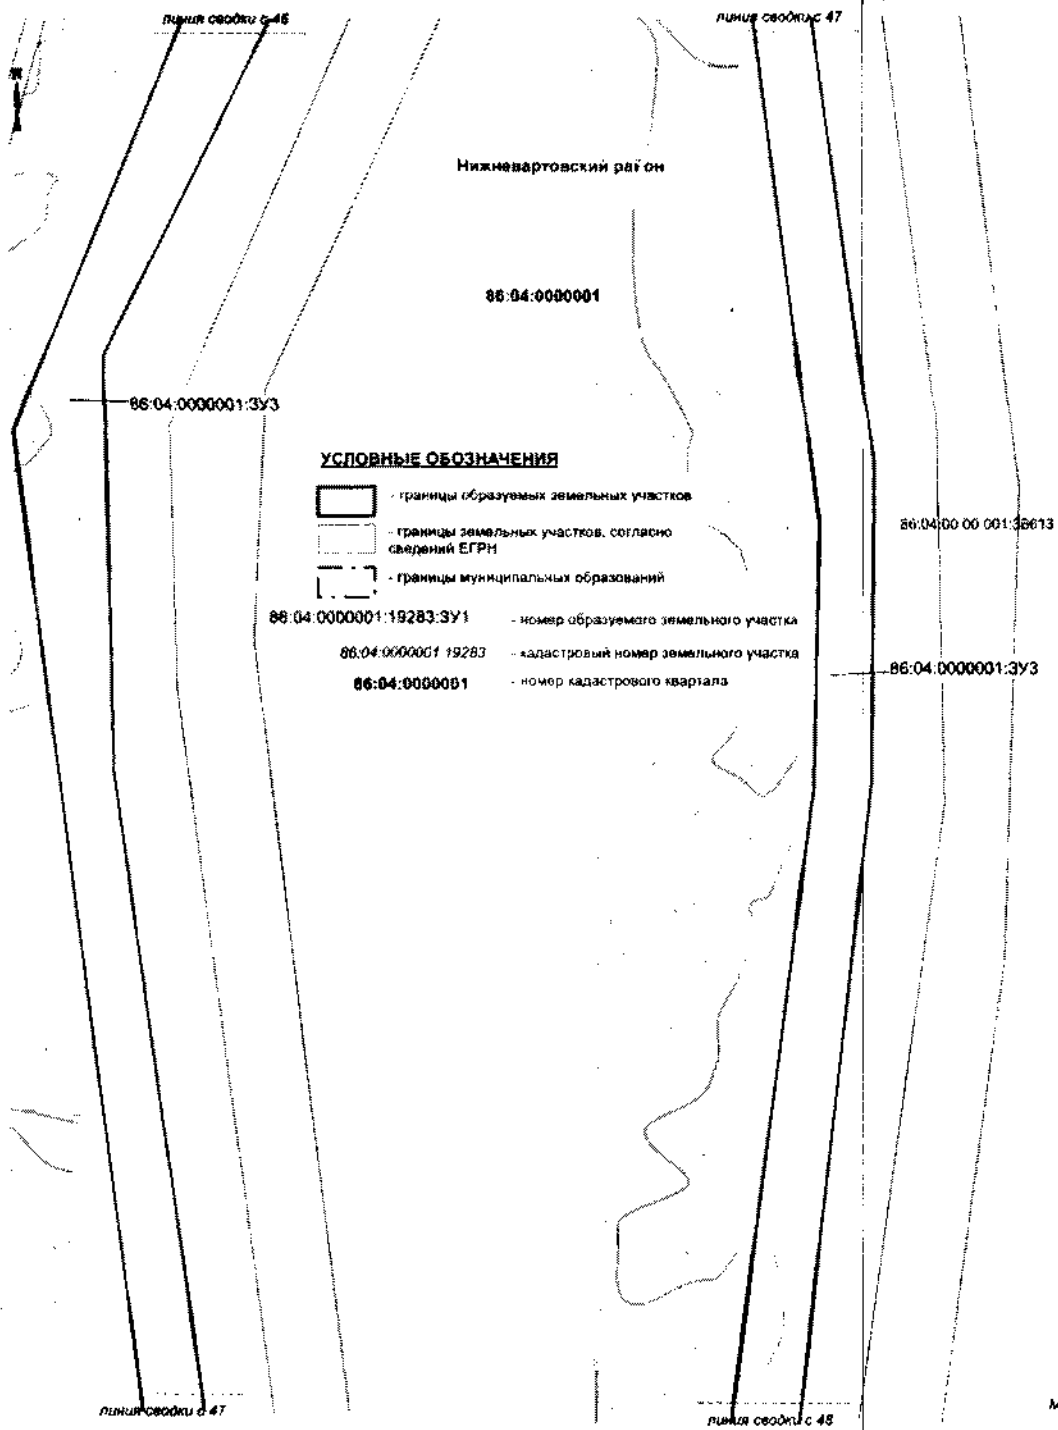 линия сводки с 46
линия сводки с 47
Нижневартовский район
86:04:0000001
86:04:0000001:ЗУ3
УСЛОВНЫЕ ОБОЗНАЧЕНИЯ
- границы образуемых земельных участков
- границы земельных участков, согласно
сведений ЕГРН
- границы муниципальных образований
86:04:0000001:19283:ЗУ1 - номер образуемого земельного участка
86:04:0000001 19283 - кадастровый номер земельного участка
86:04:0000001 - номер кадастрового квартала
86:04:00 00 001:38613
86:04:0000001:ЗУ3
линия сводки с 47
линия сводки с 48